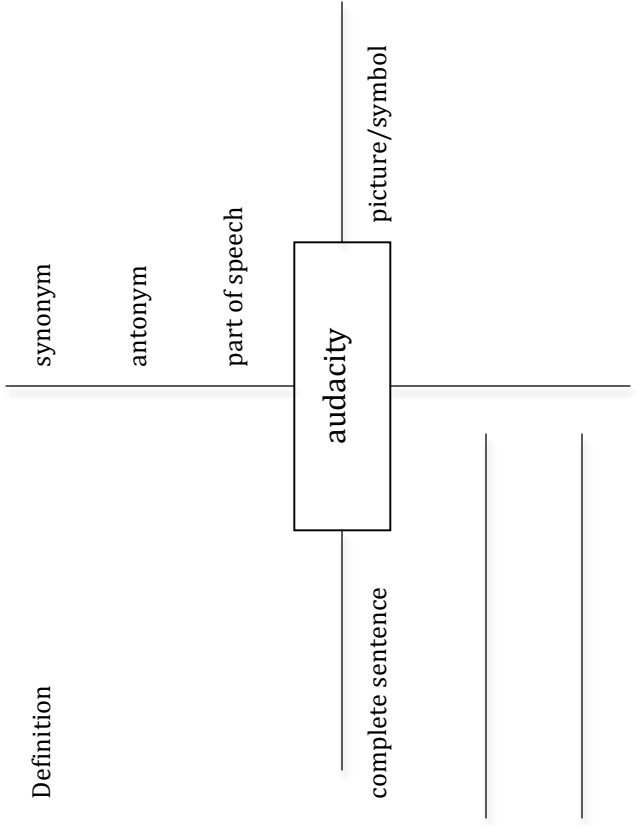 Definition
synonym
antonym
part of speech
audacity
complete sentence
picture/symbol